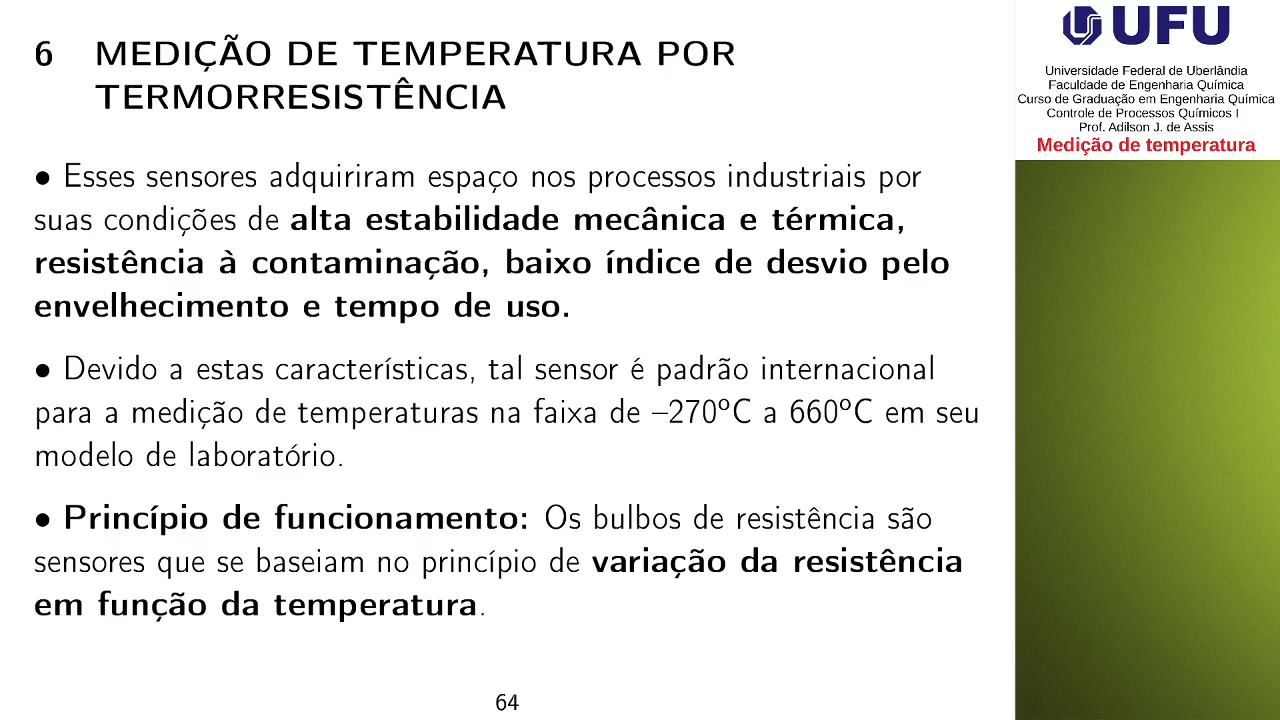 6 MEDIÇÃO DE TEMPERATURA POR
TERMORRESISTÊNCIA
• Esses sensores adquiriram espaço nos processos industriais por
suas condições de alta estabilidade mecânica e térmica,
resistência à contaminação, baixo índice de desvio pelo
envelhecimento e tempo de uso.
• Devido a estas características, tal sensor é padrão internacional
para a medição de temperaturas na faixa de –270ºC a 660ºC em seu
modelo de laboratório.
• Princípio de funcionamento: Os bulbos de resistência são
sensores que se baseiam no princípio de variação da resistência
em função da temperatura.
64
UFU
Universidade Federal de Uberlândia
Faculdade de Engenharia Química
Curso de Graduação em Engenharia Química
Controle de Processos Químicos I
Prof. Adilson J. de Assis
Medição de temperatura